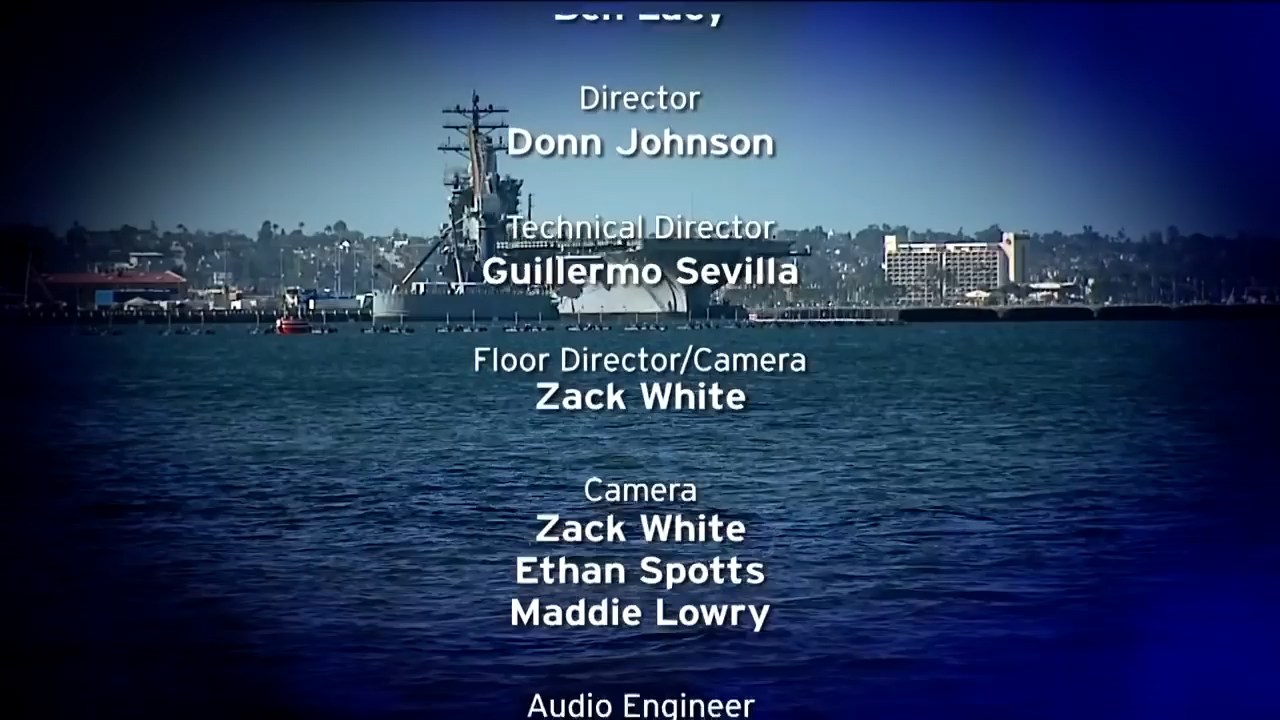 Director
Donn Johnson
Technical Director
Guillermo Sevilla
Floor Director/Camera
Zack White
Camera
Zack White
Ethan Spotts
Maddie Lowry
Audio Engineer